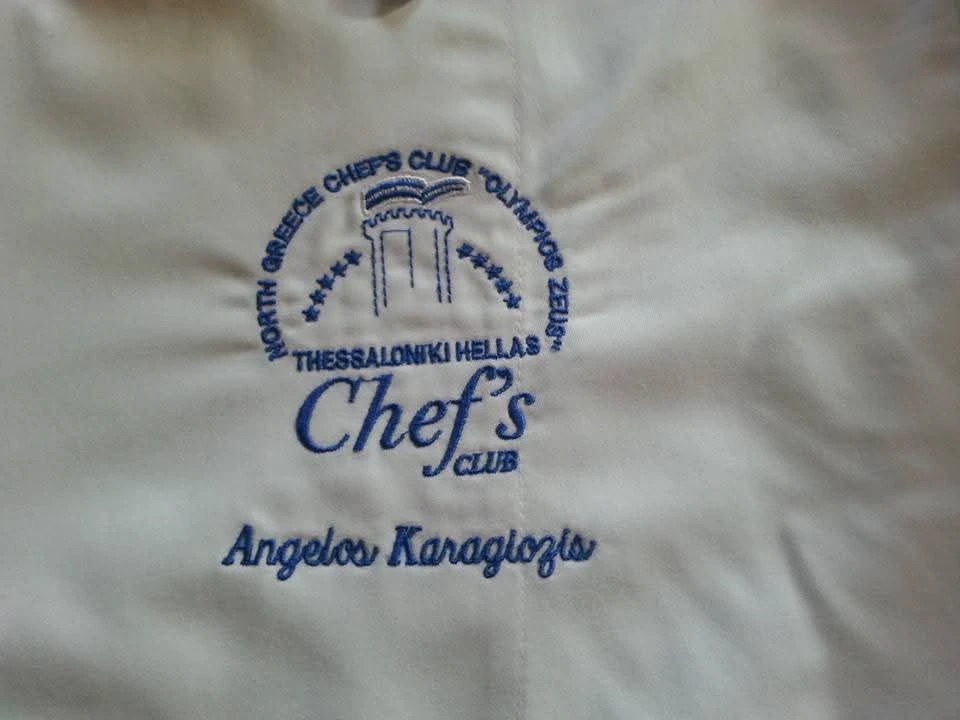 NORTH GREECE CHEF'S CLUB "OLYMPIOS ZEUS"
THESSALONIKI HELLAS
Chef's
CLUB
Angelos Karagiozis